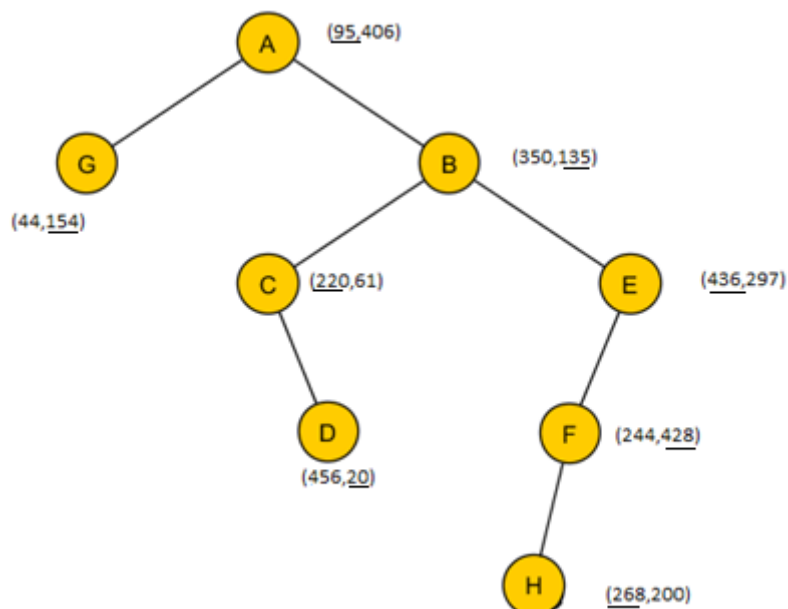 A (95,406)
G B (350,135)
(44,154)
C (220,61) E (436,297)
D F (244,428)
(456,20)
H (268,200)